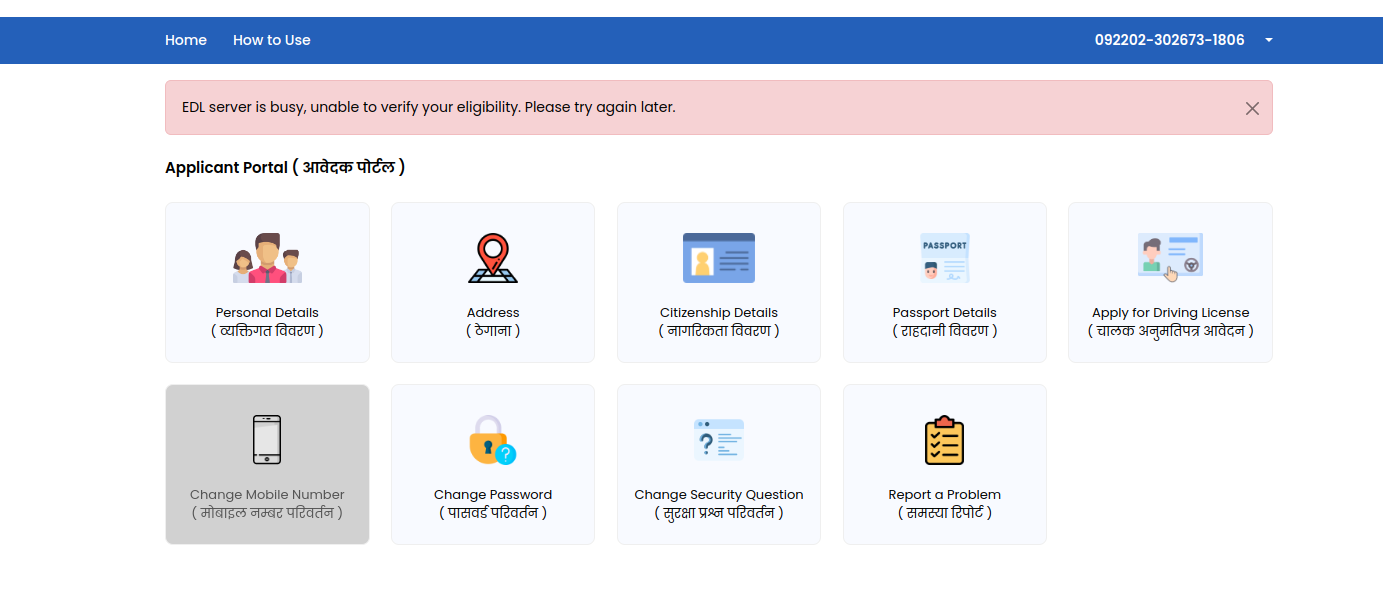 Home How to Use 092202-302673-1806
EDL server is busy, unable to verify your eligibility. Please try again later.
Applicant Portal ( आवेदक पोर्टल )
PASSPORT
Personal Details
( व्यक्तिगत विवरण )
Address
( ठेगाना )
Citizenship Details
( नागरिकता विवरण )
Passport Details
( राहदानी विवरण )
Apply for Driving License
( चालक अनुमतिपत्र आवेदन )
Change Mobile Number
( मोबाइल नम्बर परिवर्तन )
Change Password
( पासवर्ड परिवर्तन )
Change Security Question
( सुरक्षा प्रश्न परिवर्तन )
Report a Problem
( समस्या रिपोर्ट )